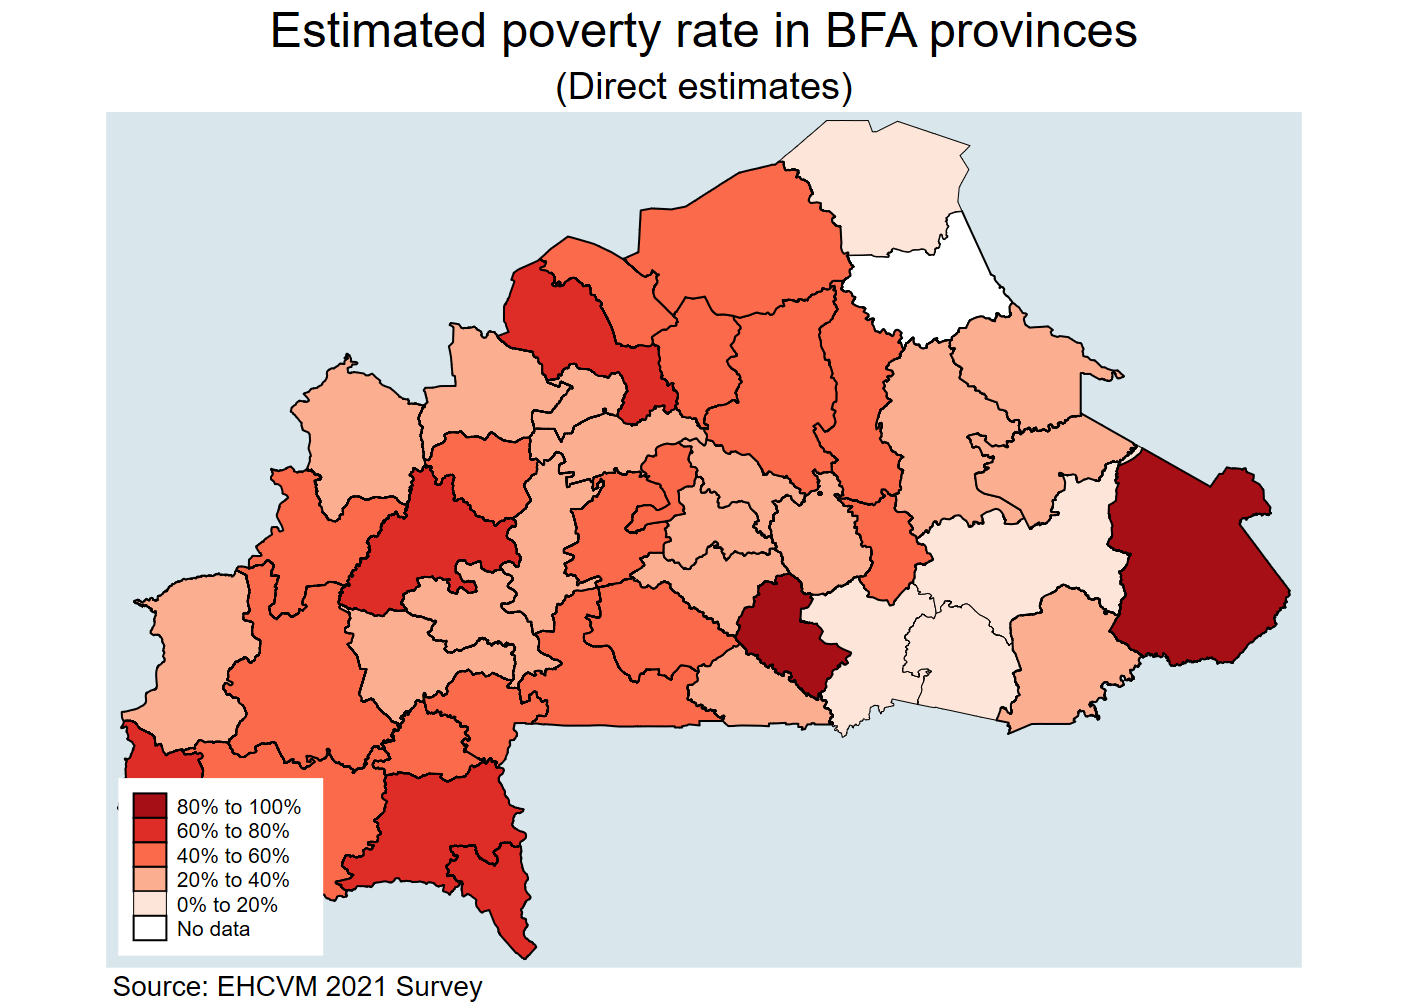 Estimated poverty rate in BFA provinces
(Direct estimates)
80% to 100%
60% to 80%
40% to 60%
20% to 40%
0% to 20%
No data
Source: EHCVM 2021 Survey